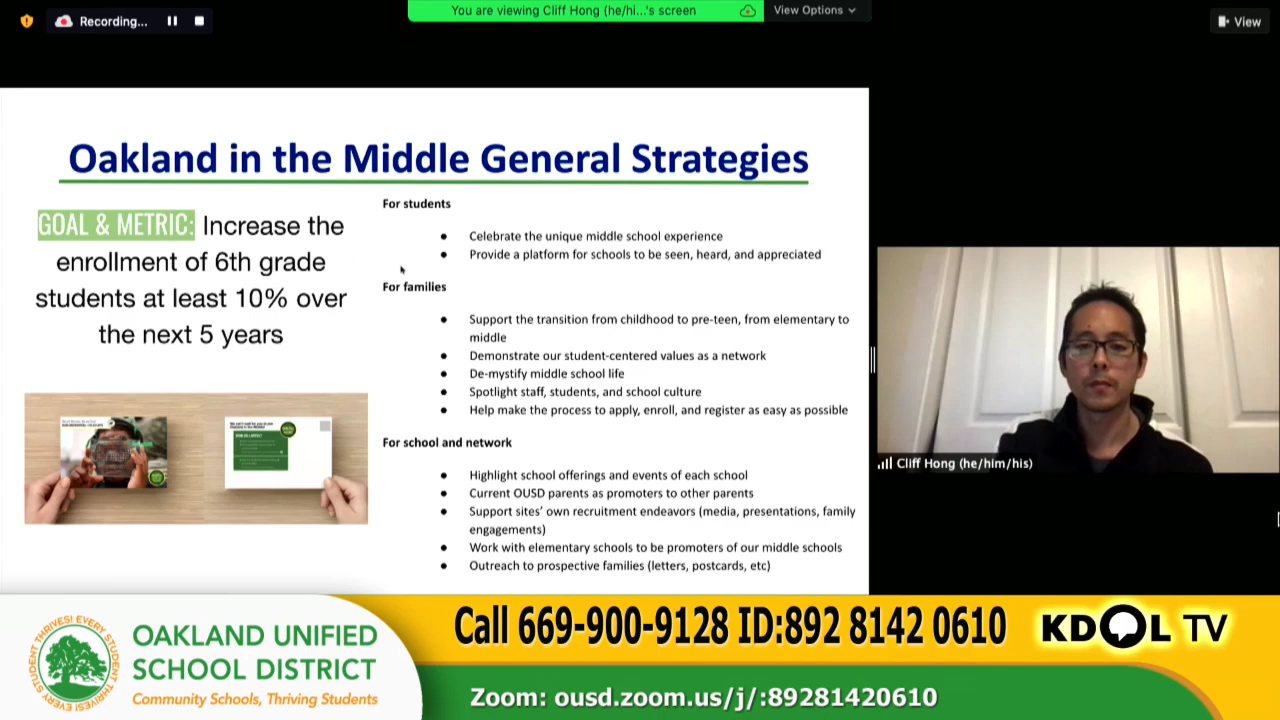 Recording...
You are viewing Cliff Hong (he/hi...'s screen
View Options
View
Oakland in the Middle General Strategies
GOAL & METRIC: Increase the
enrollment of 6th grade
students at least 10% over
the next 5 years
For students
● Celebrate the unique middle school experience
● Provide a platform for schools to be seen, heard, and appreciated
For families
● Support the transition from childhood to pre-teen, from elementary to
middle
● Demonstrate our student-centered values as a network
● De-mystify middle school life
● Spotlight staff, students, and school culture
● Help make the process to apply, enroll, and register as easy as possible
For school and network
● Highlight school offerings and events of each school
● Current OUSD parents as promoters to other parents
● Support sites' own recruitment endeavors (media, presentations, family
engagements)
● Work with elementary schools to be promoters of our middle schools
● Outreach to prospective families (letters, postcards, etc)
Cliff Hong (he/him/his)
EVERY STUDENT THRIVES!
OAKLAND UNIFIED
SCHOOL DISTRICT
Community Schools, Thriving Students
Call 669-900-9128 ID:892 8142 0610
KDOL TV
Zoom: ousd.zoom.us/j/:89281420610